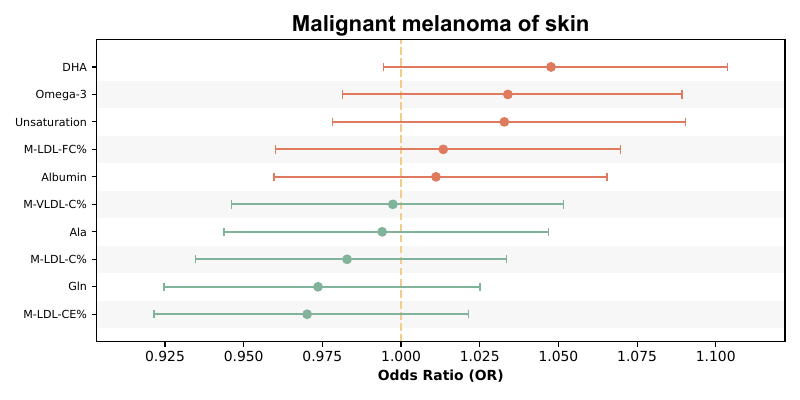 Malignant melanoma of skin
DHA
Omega-3
Unsaturation
M-LDL-FC%
Albumin
M-VLDL-C%
Ala
M-LDL-C%
Gln
M-LDL-CE%
0.925 0.950 0.975 1.000 1.025 1.050 1.075 1.100
Odds Ratio (OR)